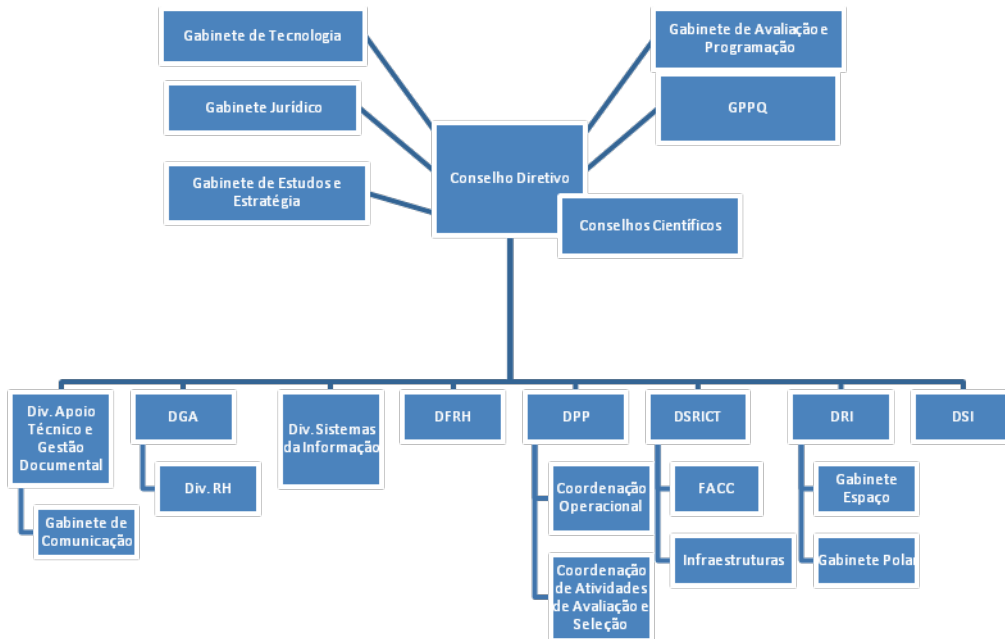 Gabinete de Tecnologia
Gabinete de Avaliação e
Programação
Gabinete Jurídico
GPPQ
Conselho Diretivo
Gabinete de Estudos e
Estratégia
Conselhos Científicos
Div. Apoio
Técnico e
Gestão
Documental
DGA
Div. Sistemas
da Informação
DFRH
DPP
DSRICT
DRI
DSI
Gabinete de
Comunicação
Div. RH
Coordenação
Operacional
Coordenação
de Atividades
de Avaliação e
Seleção
FACC
Infraestruturas
Gabinete
Espaço
Gabinete Polar